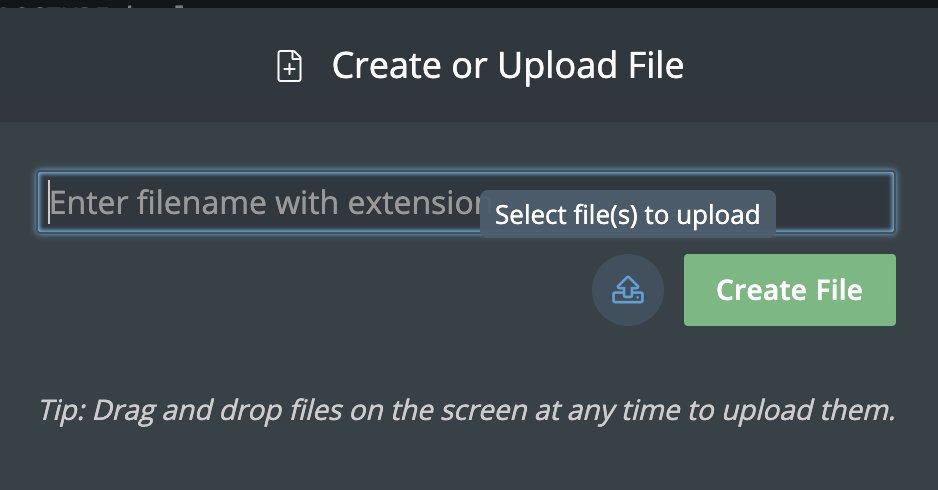 Create or Upload File
Enter filename with extension
Select file(s) to upload
Create File
Tip: Drag and drop files on the screen at any time to upload them.